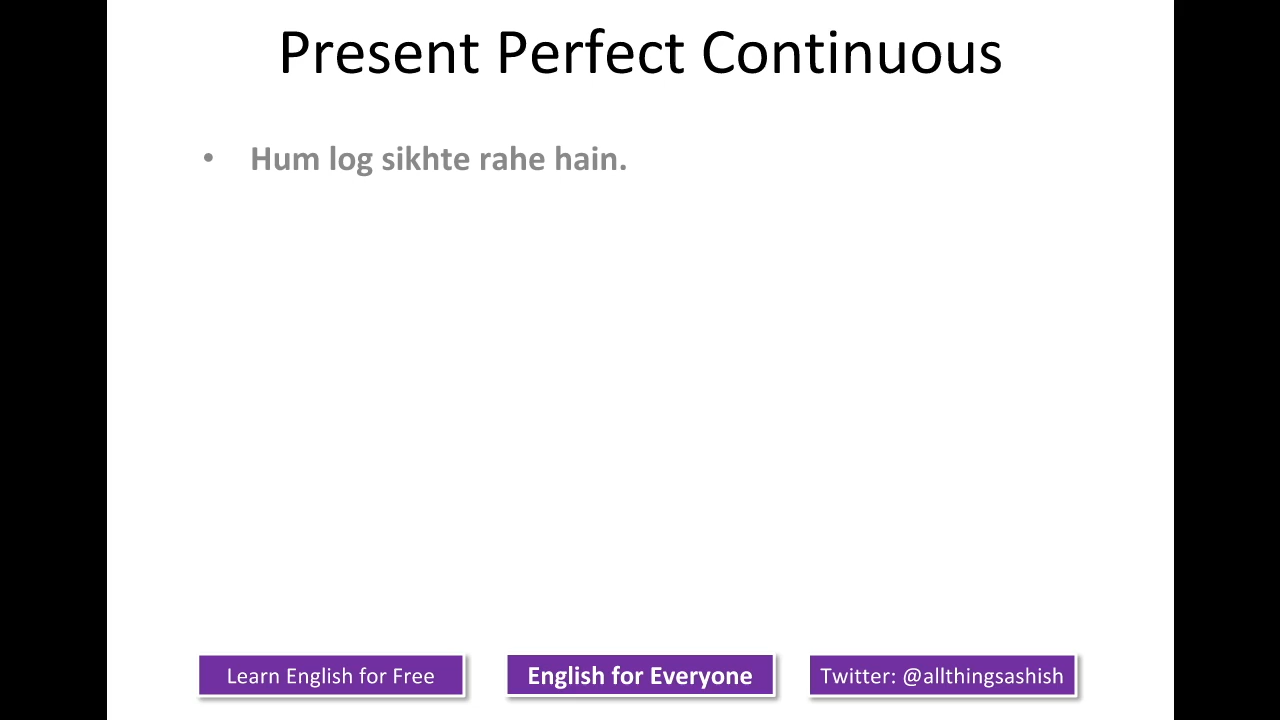 Present Perfect Continuous
• Hum log sikhte rahe hain.
Learn English for Free
English for Everyone
Twitter: @allthingsashish